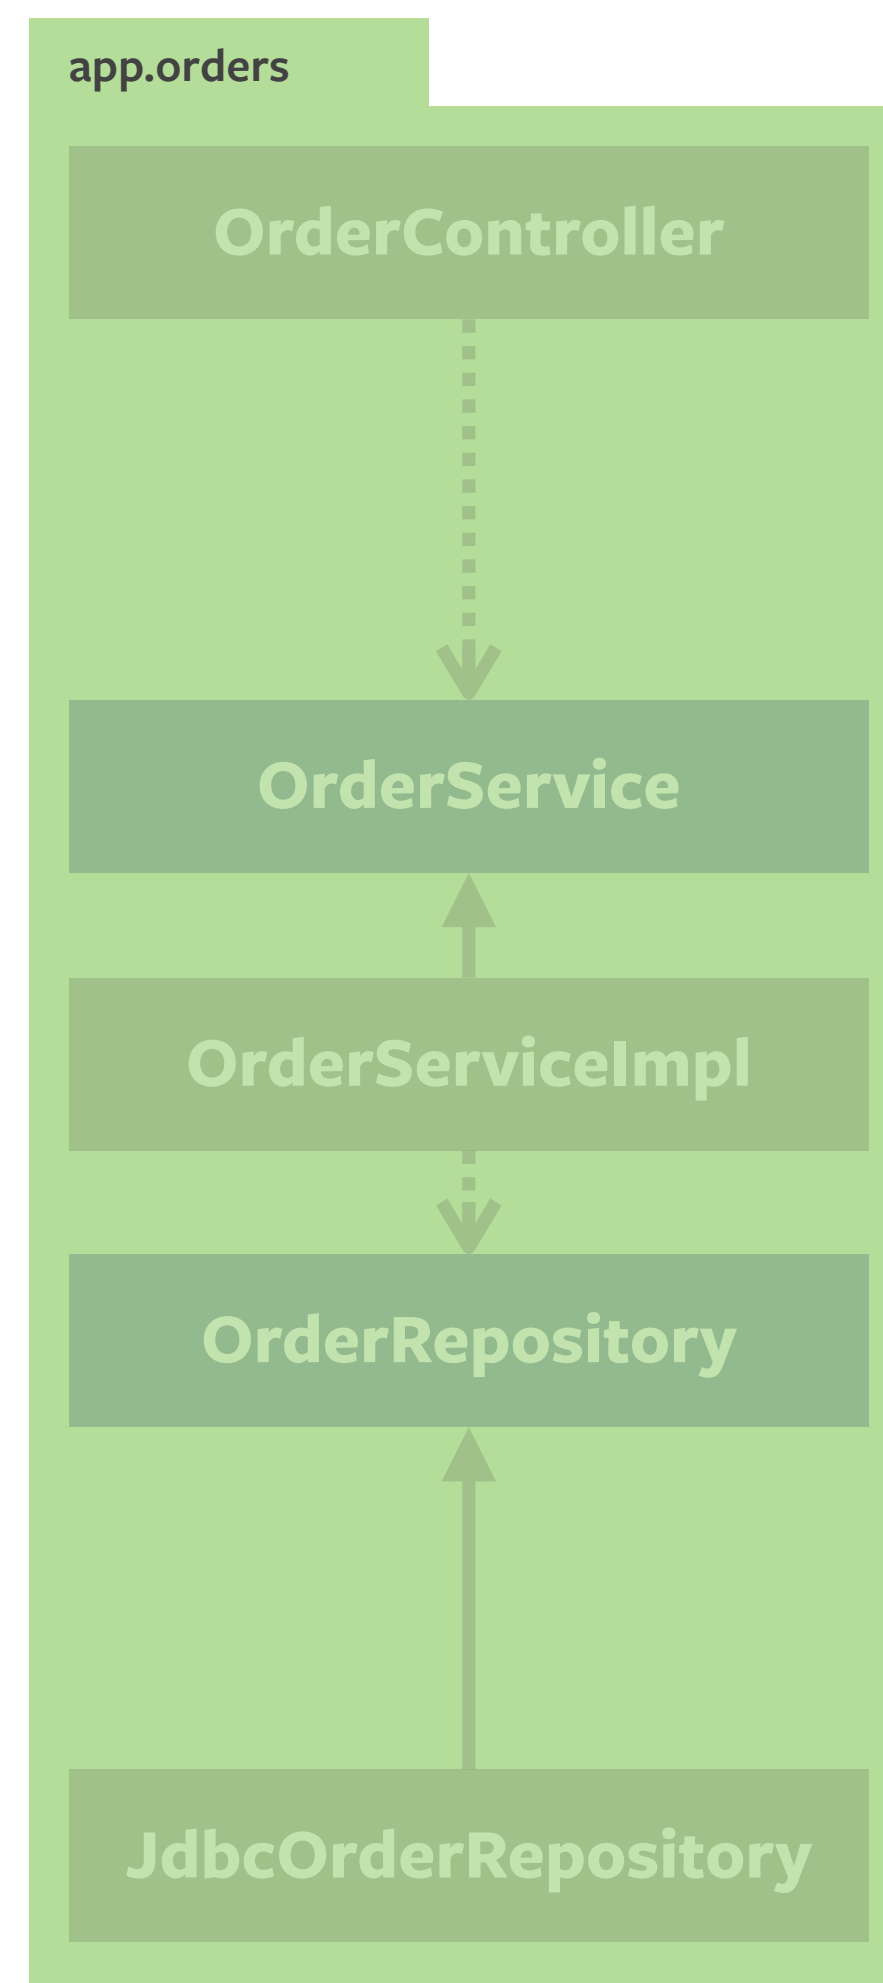 app.orders
OrderController
OrderService
OrderServiceImpl
OrderRepository
JdbcOrderRepository